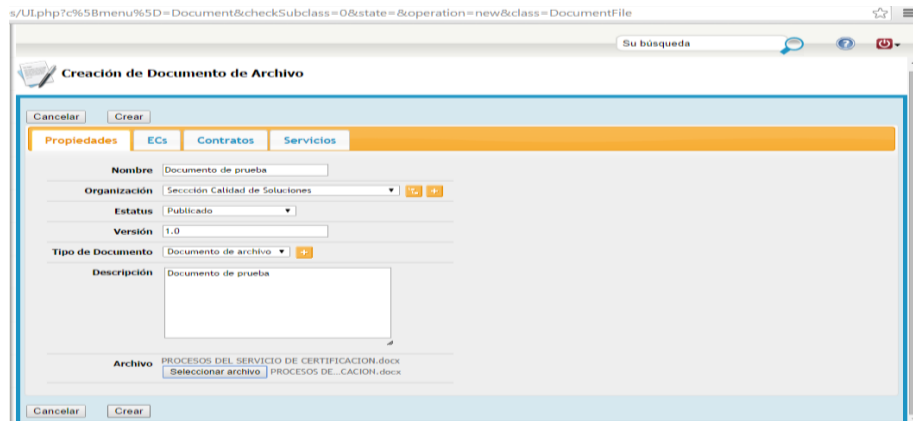 s/UI.php?c%5Bmenu%5D=Document&checkSubclass=0&state=&operation=new&class=DocumentFile
Su búsqueda
Creación de Documento de Archivo
Cancelar Crear
Propiedades ECs Contratos Servicios
Nombre Documento de prueba
Organización Seccción Calidad de Soluciones
Estatus Publicado
Versión 1.0
Tipo de Documento Documento de archivo
Descripción Documento de prueba
Archivo PROCESOS DEL SERVICIO DE CERTIFICACION.docx
Seleccionar archivo PROCESOS DE...CACION.docx
Cancelar Crear